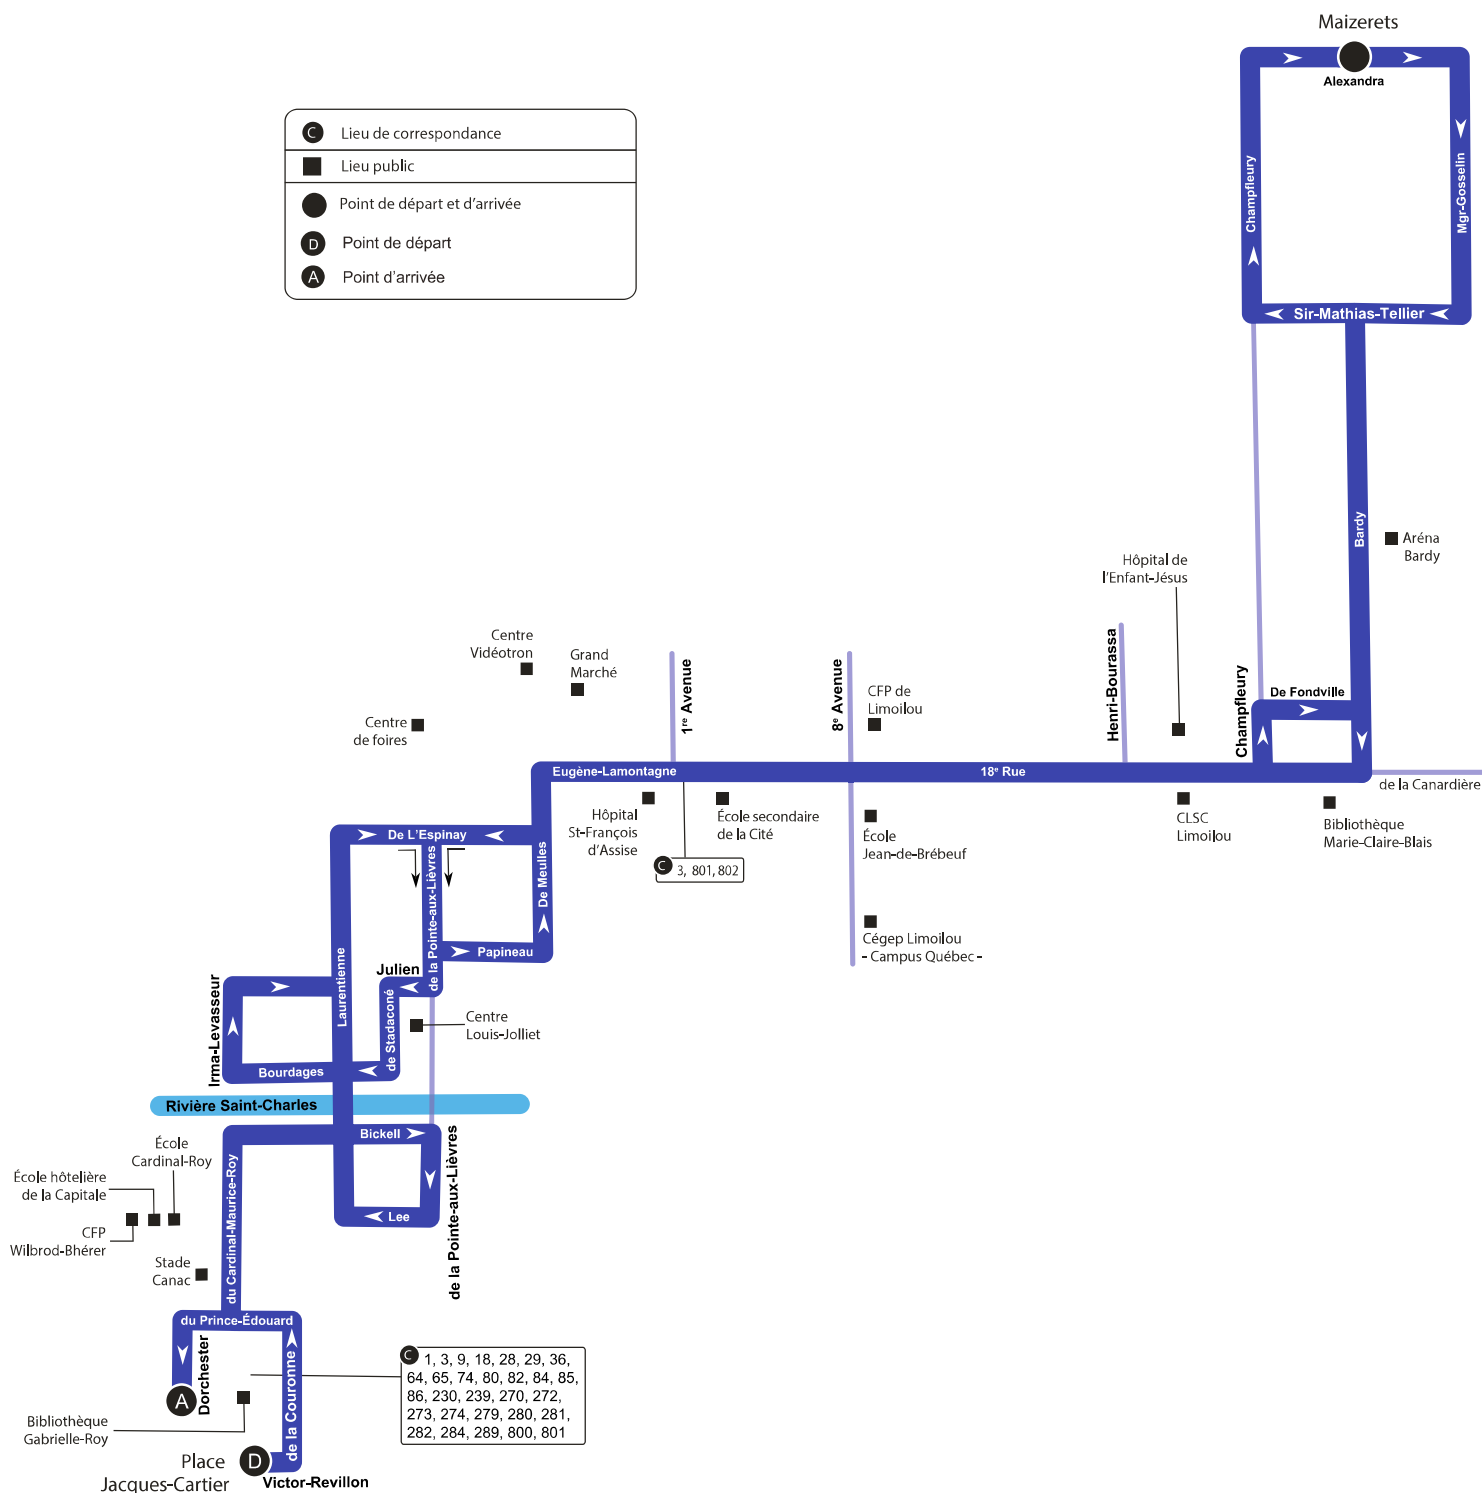 Maizerets
Alexandra
C Lieu de correspondance
Lieu public
Point de départ et d'arrivée
D Point de départ
A Point d'arrivée
Champfleury
Mgr-Gosselin
Sir-Mathias-Tellier
Bardy
Aréna
Bardy
Hôpital de
l'Enfant-Jésus
Centre
Vidéotron
Grand
Marché
Centre
de foires
1re Avenue
8e Avenue
CFP de
Limoilou
Henri-Bourassa
Champfleury
De Fondville
Eugène-Lamontagne
18e Rue
de la Canardière
Hôpital
St-François
d'Assise
École secondaire
de la Cité
École
Jean-de-Brébeuf
CLSC
Limoilou
Bibliothèque
Marie-Claire-Blais
C 3, 801, 802
Cégep Limoilou
- Campus Québec -
De L'Espinay
de la Pointe-aux-Lièvres
De Meulles
Papineau
Laurentienne
Julien
de Stadaconé
Irma-Levasseur
Centre
Louis-Jolliet
Bourdages
Rivière Saint-Charles
Bickell
de la Pointe-aux-Lièvres
Lee
École
Cardinal-Roy
École hôtelière
de la Capitale
CFP
Wilbrod-Bhérer
du Cardinal-Maurice-Roy
Stade
Canac
du Prince-Édouard
Dorchester
A
de la Couronne
C 1, 3, 9, 18, 28, 29, 36,
64, 65, 74, 80, 82, 84, 85,
86, 230, 239, 270, 272,
273, 274, 279, 280, 281,
282, 284, 289, 800, 801
Bibliothèque
Gabrielle-Roy
Place
Jacques-Cartier
D
Victor-Revillon